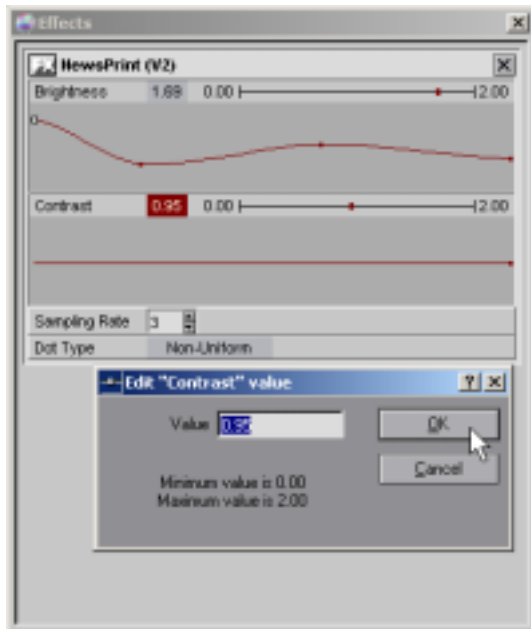 Effects
NewsPrint (V2)
Brightness 1.69 0.00 2.00
Contrast 0.95 0.00 2.00
Sampling Rate 3
Dot Type Non-Uniform
Edit "Contrast" value
Value 0.95
OK
Cancel
Minimum value is 0.00
Maximum value is 2.00